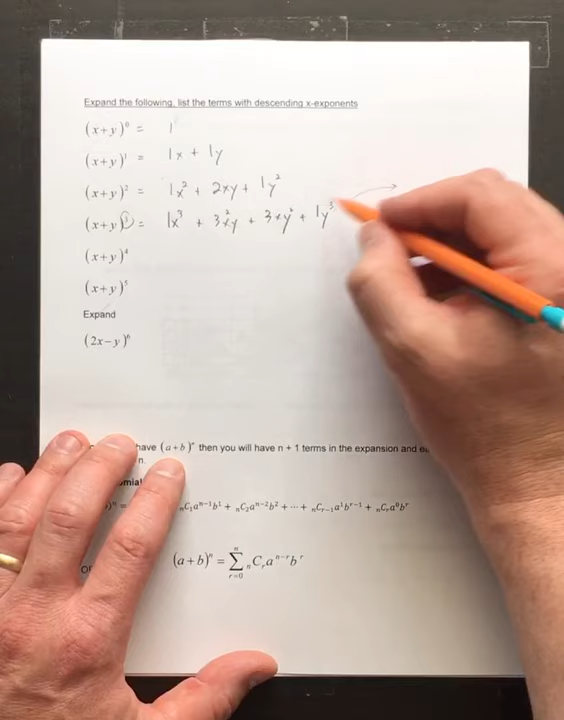 Expand the following, list the terms with descending x-exponents
(x+y)⁰ = 1
(x+y)¹ = 1x + 1y
(x+y)² = 1x² + 2xy + 1y²
(x+y)³ = 1x³ + 3x²y + 3xy² + 1y³
(x+y)⁴
(x+y)⁵
Expand
(2x−y)⁶
have (a+b)ⁿ then you will have n + 1 terms in the expansion and
n.
ₙC₁aⁿ⁻¹b¹ + ₙC₂aⁿ⁻²b² + ⋯ + ₙCᵣ₋₁a¹bʳ⁻¹ + ₙCᵣa⁰bʳ
(a+b)ⁿ = ∑ₙCᵣaⁿ⁻ʳbʳ